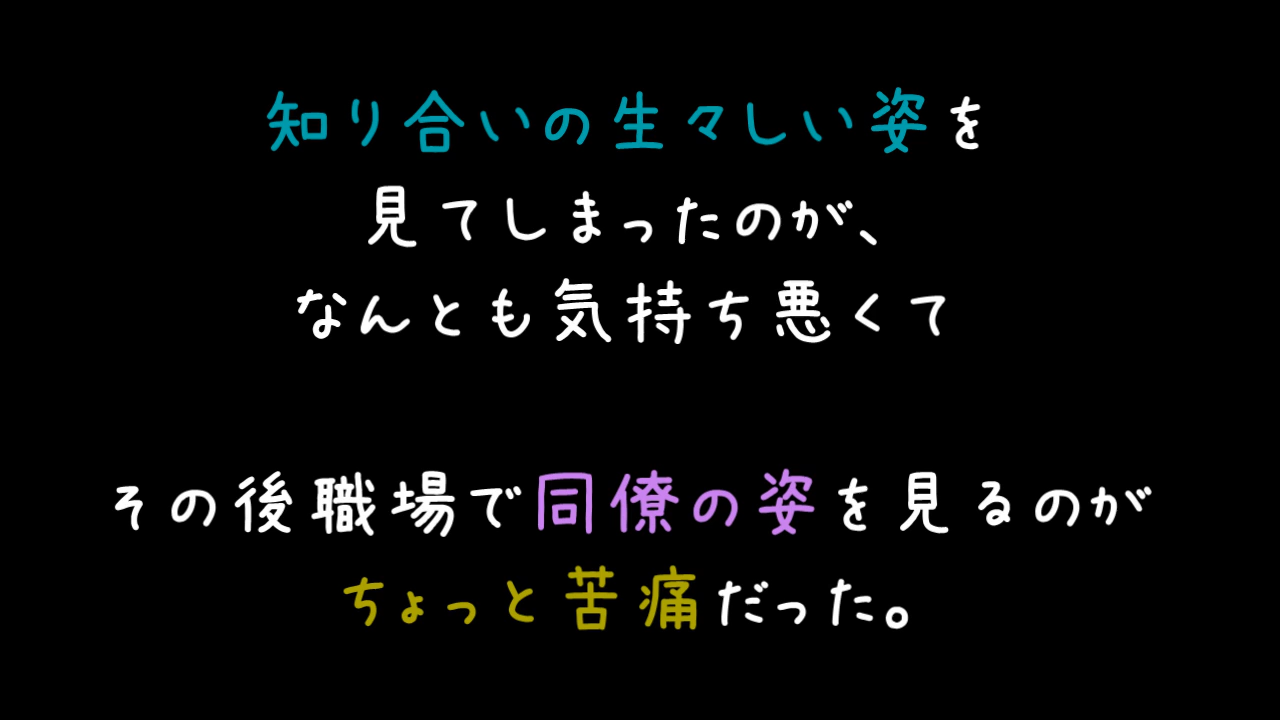 知り合いの生々しい姿を
見てしまったのが、
なんとも気持ち悪くて
その後職場で同僚の姿を見るのが
ちょっと苦痛だった。